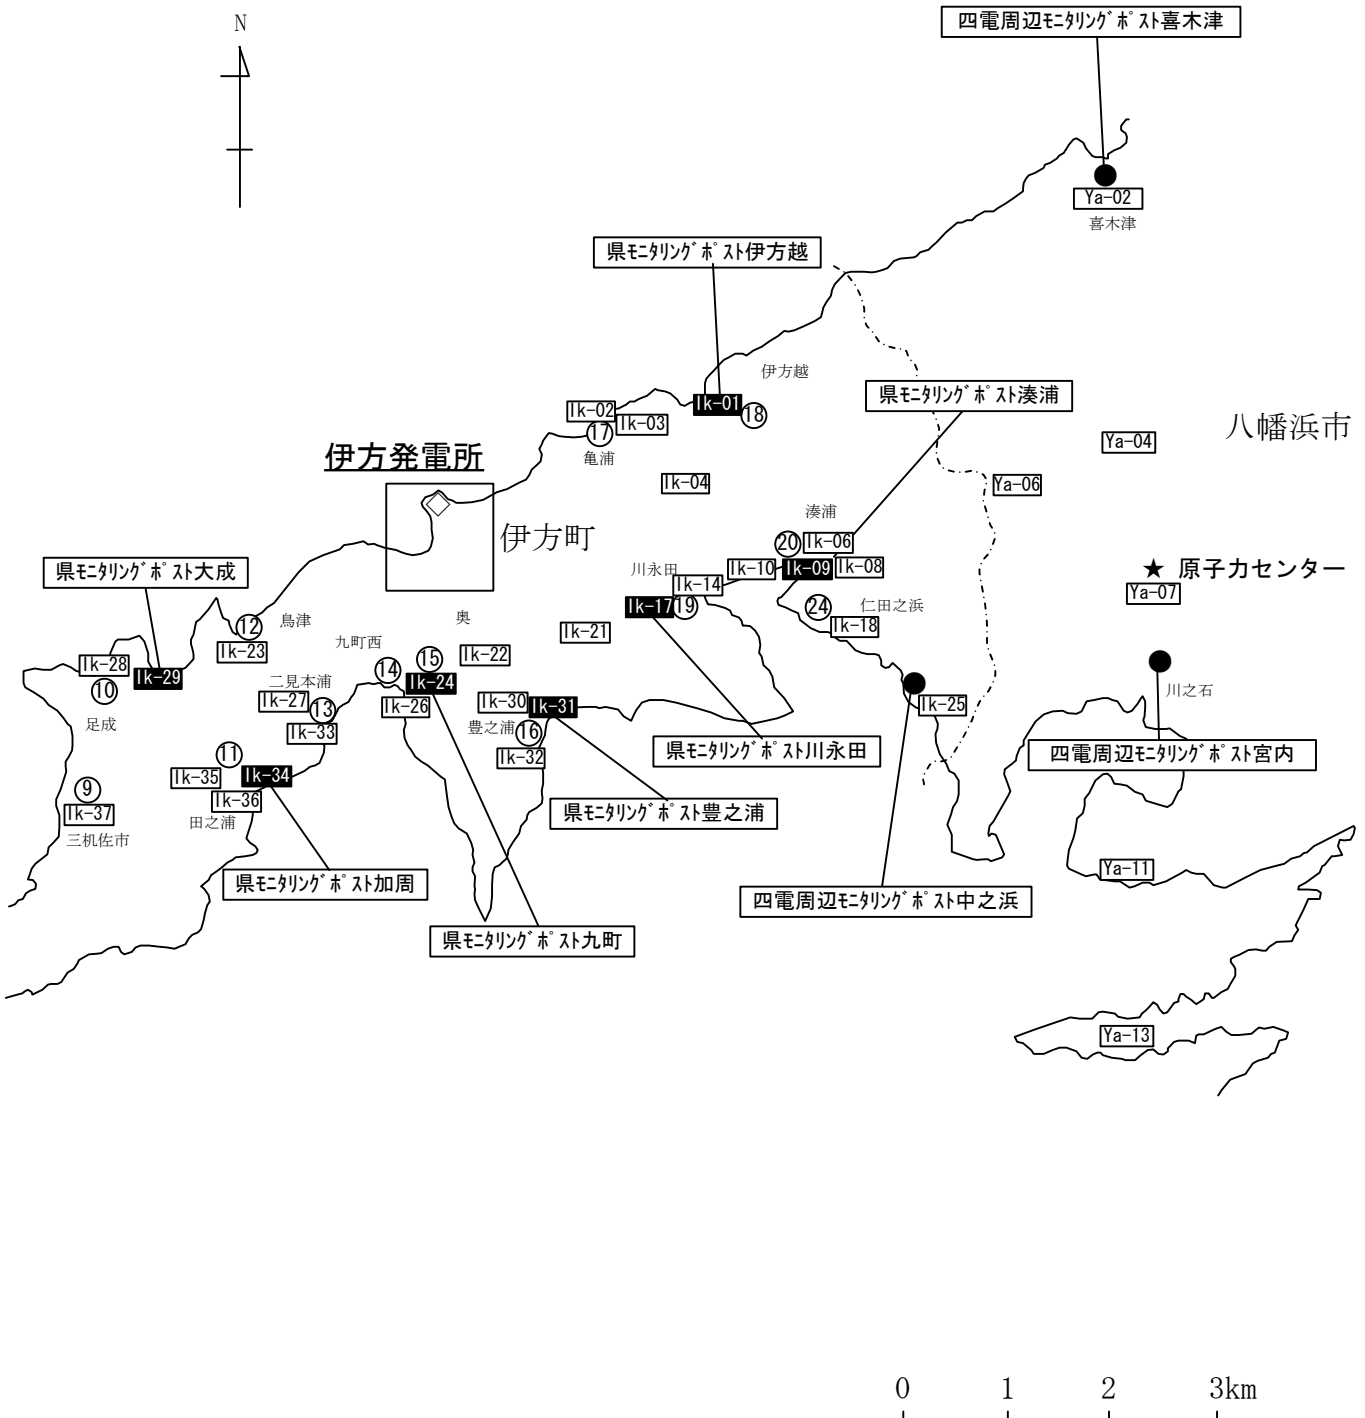 N
四電周辺ﾓﾆﾀﾘﾝｸﾞﾎﾟｽﾄ喜木津
Ya-02
喜木津
県ﾓﾆﾀﾘﾝｸﾞﾎﾟｽﾄ伊方越
伊方越
県ﾓﾆﾀﾘﾝｸﾞﾎﾟｽﾄ湊浦
Ik-01
⑱
Ik-02
Ik-03
⑰
亀浦
八幡浜市
Ya-04
伊方発電所
Ik-04
Ya-06
伊方町
湊浦
⑳
Ik-06
県ﾓﾆﾀﾘﾝｸﾞﾎﾟｽﾄ大成
川永田
Ik-10
Ik-09
Ik-08
★ 原子力センター
Ik-14
Ya-07
Ik-17
⑲
㉔
仁田之浜
Ik-18
⑫
鳥津
奥
Ik-21
九町西
Ik-23
Ik-22
Ik-28
Ik-29
⑭
⑮
Ik-24
川之石
⑩
二見本浦
Ik-27
⑬
Ik-26
Ik-30
Ik-31
Ik-25
足成
Ik-33
豊之浦
⑯
Ik-32
県ﾓﾆﾀﾘﾝｸﾞﾎﾟｽﾄ川永田
四電周辺ﾓﾆﾀﾘﾝｸﾞﾎﾟｽﾄ宮内
⑪
Ik-35
Ik-34
⑨
Ik-36
Ik-37
田之浦
県ﾓﾆﾀﾘﾝｸﾞﾎﾟｽﾄ豊之浦
三机佐市
Ya-11
県ﾓﾆﾀﾘﾝｸﾞﾎﾟｽﾄ加周
四電周辺ﾓﾆﾀﾘﾝｸﾞﾎﾟｽﾄ中之浜
県ﾓﾆﾀﾘﾝｸﾞﾎﾟｽﾄ九町
Ya-13
0 1 2 3km